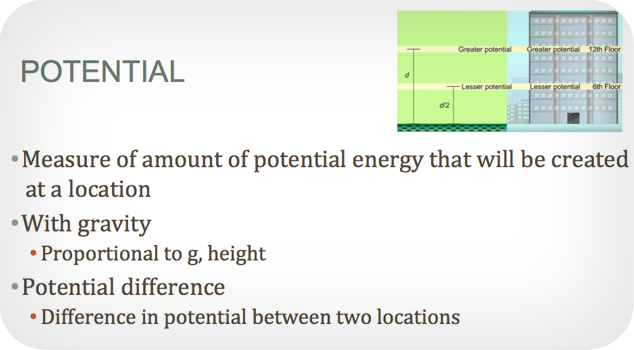 POTENTIAL
Greater potential Greater potential 12th Floor
d
Lesser potential Lesser potential 6th Floor
d/2
•Measure of amount of potential energy that will be created
at a location
•With gravity
•Proportional to g, height
•Potential difference
•Difference in potential between two locations